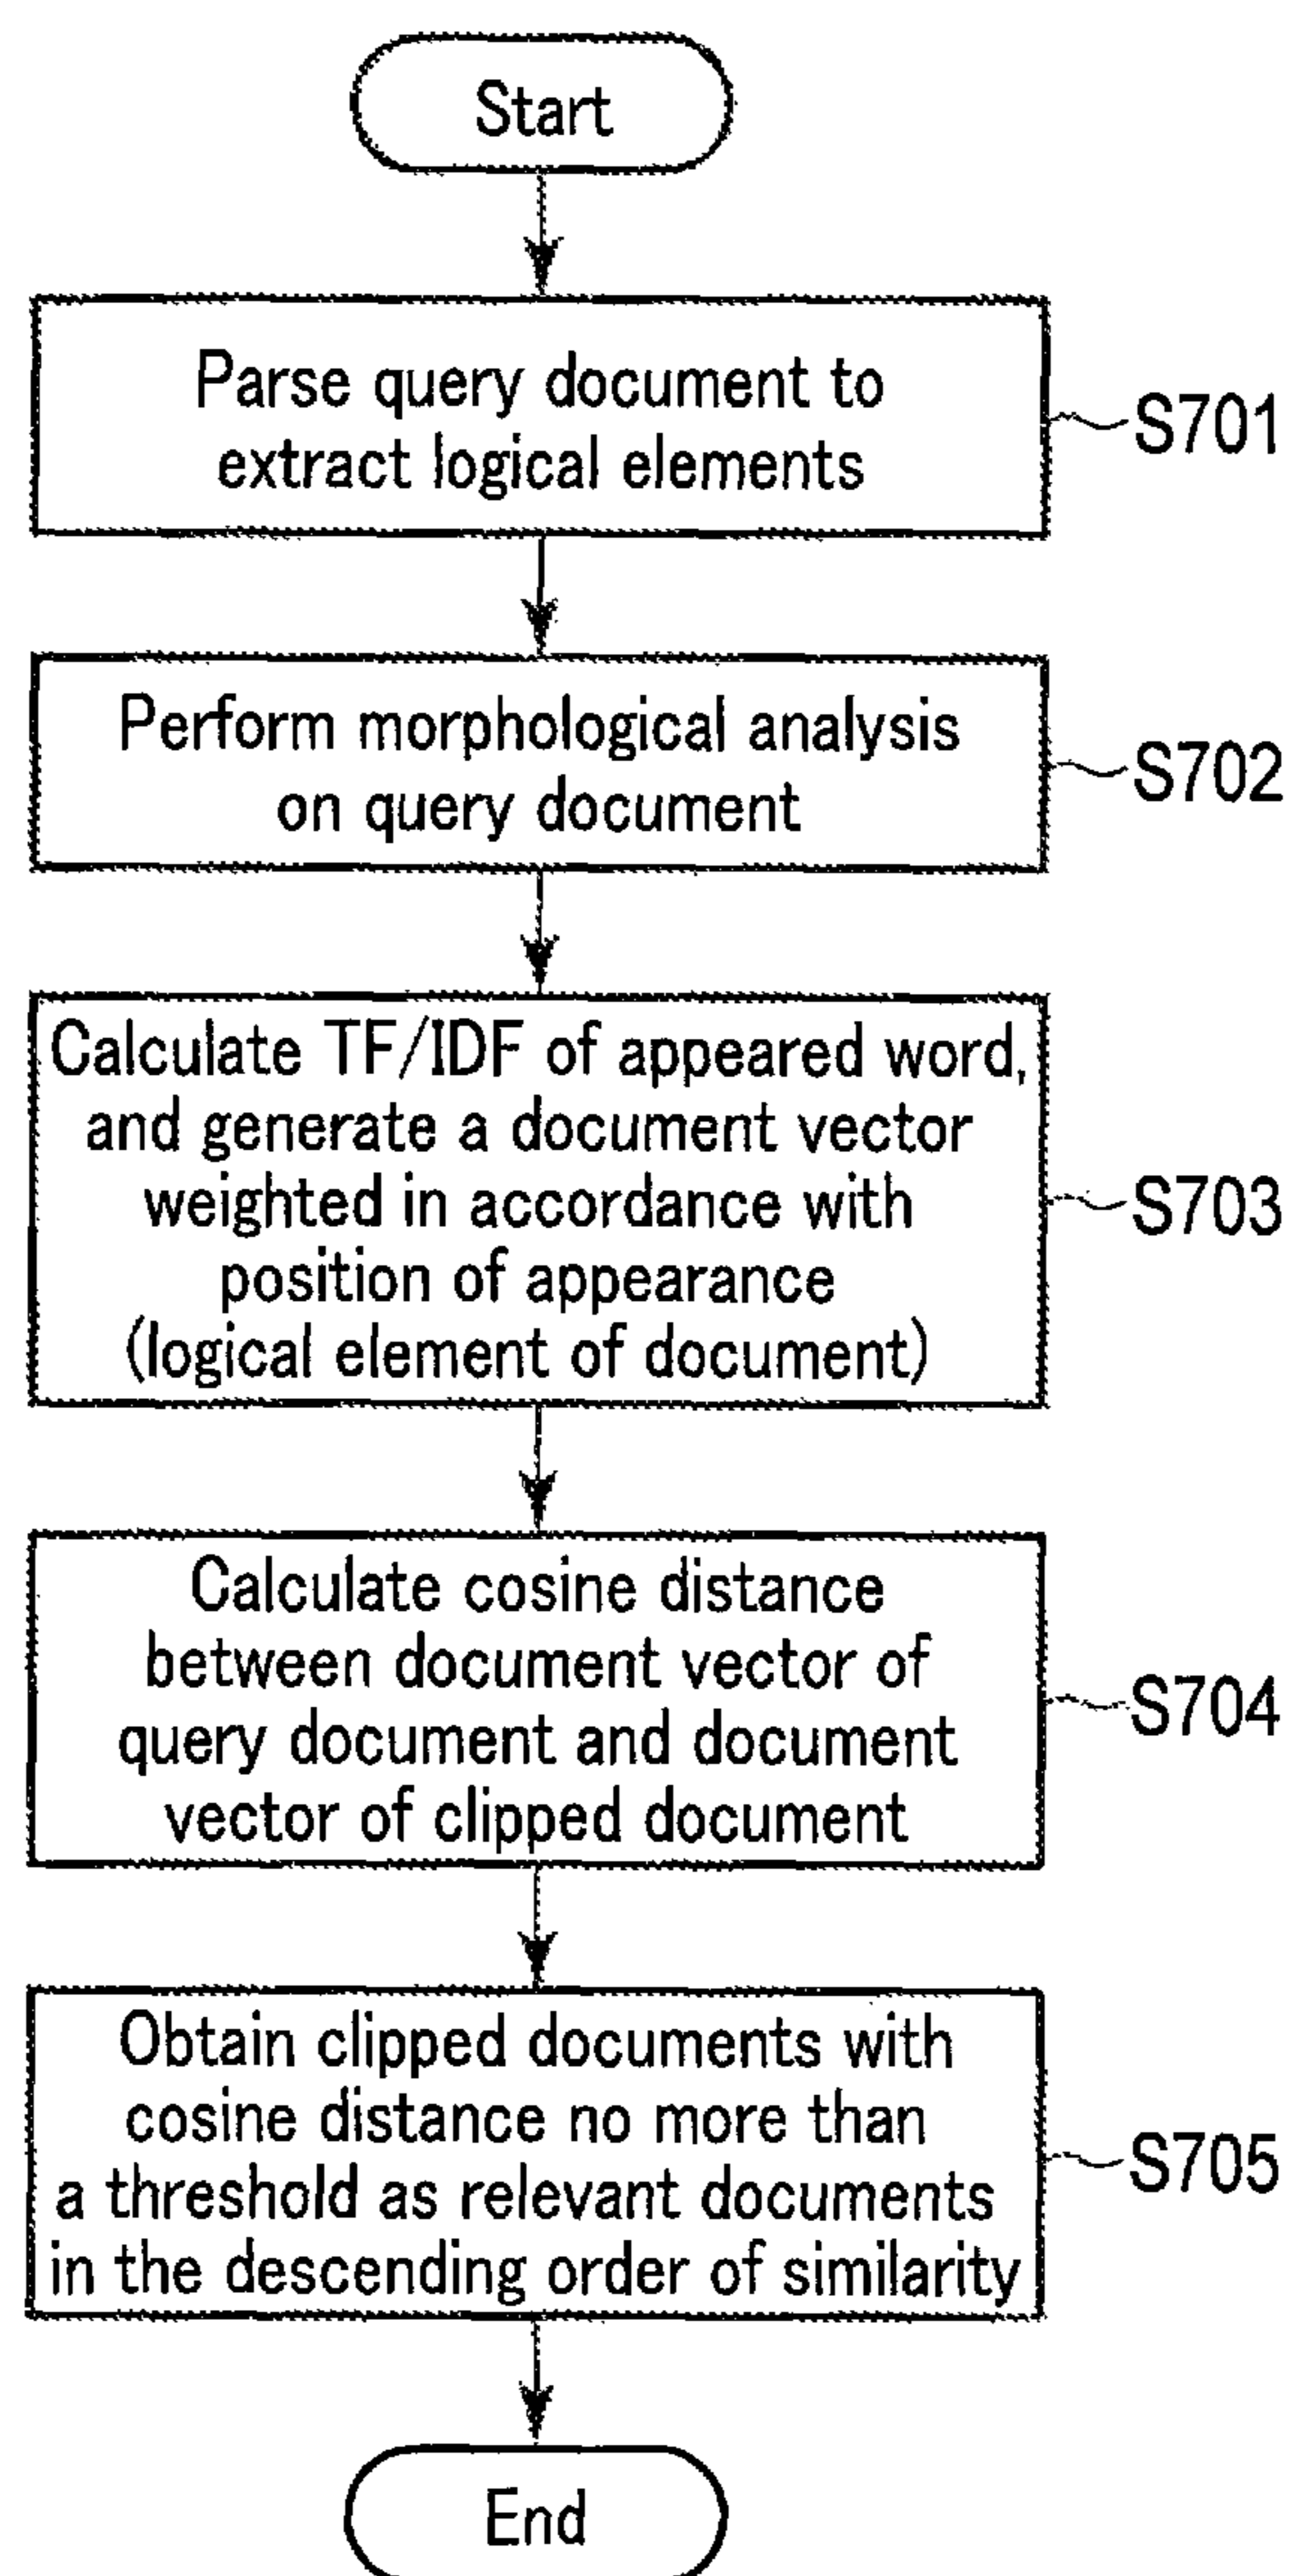 Start
Parse query document to
extract logical elements
S701
Perform morphological analysis
on query document
S702
Calculate TF/IDF of appeared word,
and generate a document vector
weighted in accordance with
position of appearance
(logical element of document)
S703
Calculate cosine distance
between document vector of
query document and document
vector of clipped document
S704
Obtain clipped documents with
cosine distance no more than
a threshold as relevant documents
in the descending order of similarity
S705
End